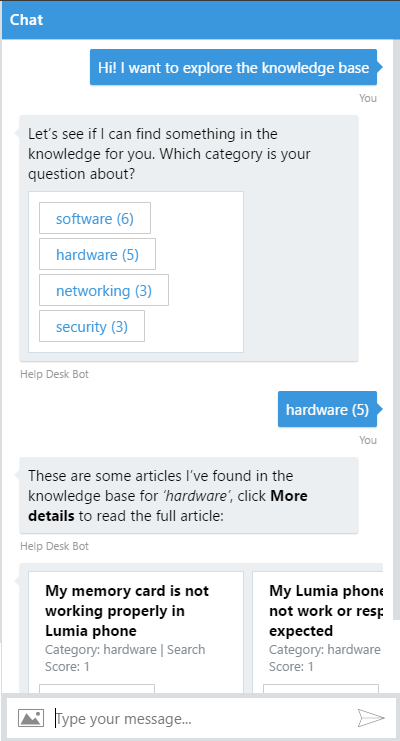 Chat
Hi! I want to explore the knowledge base
You
Let's see if I can find something in the
knowledge for you. Which category is your
question about?
software (6)
hardware (5)
networking (3)
security (3)
Help Desk Bot
hardware (5)
You
These are some articles I've found in the
knowledge base for 'hardware', click More
details to read the full article:
Help Desk Bot
My memory card is not
working properly in
Lumia phone
Category: hardware | Search
Score: 1
My Lumia phone
not work or resp
expected
Category: hardware
Score: 1
Type your message...